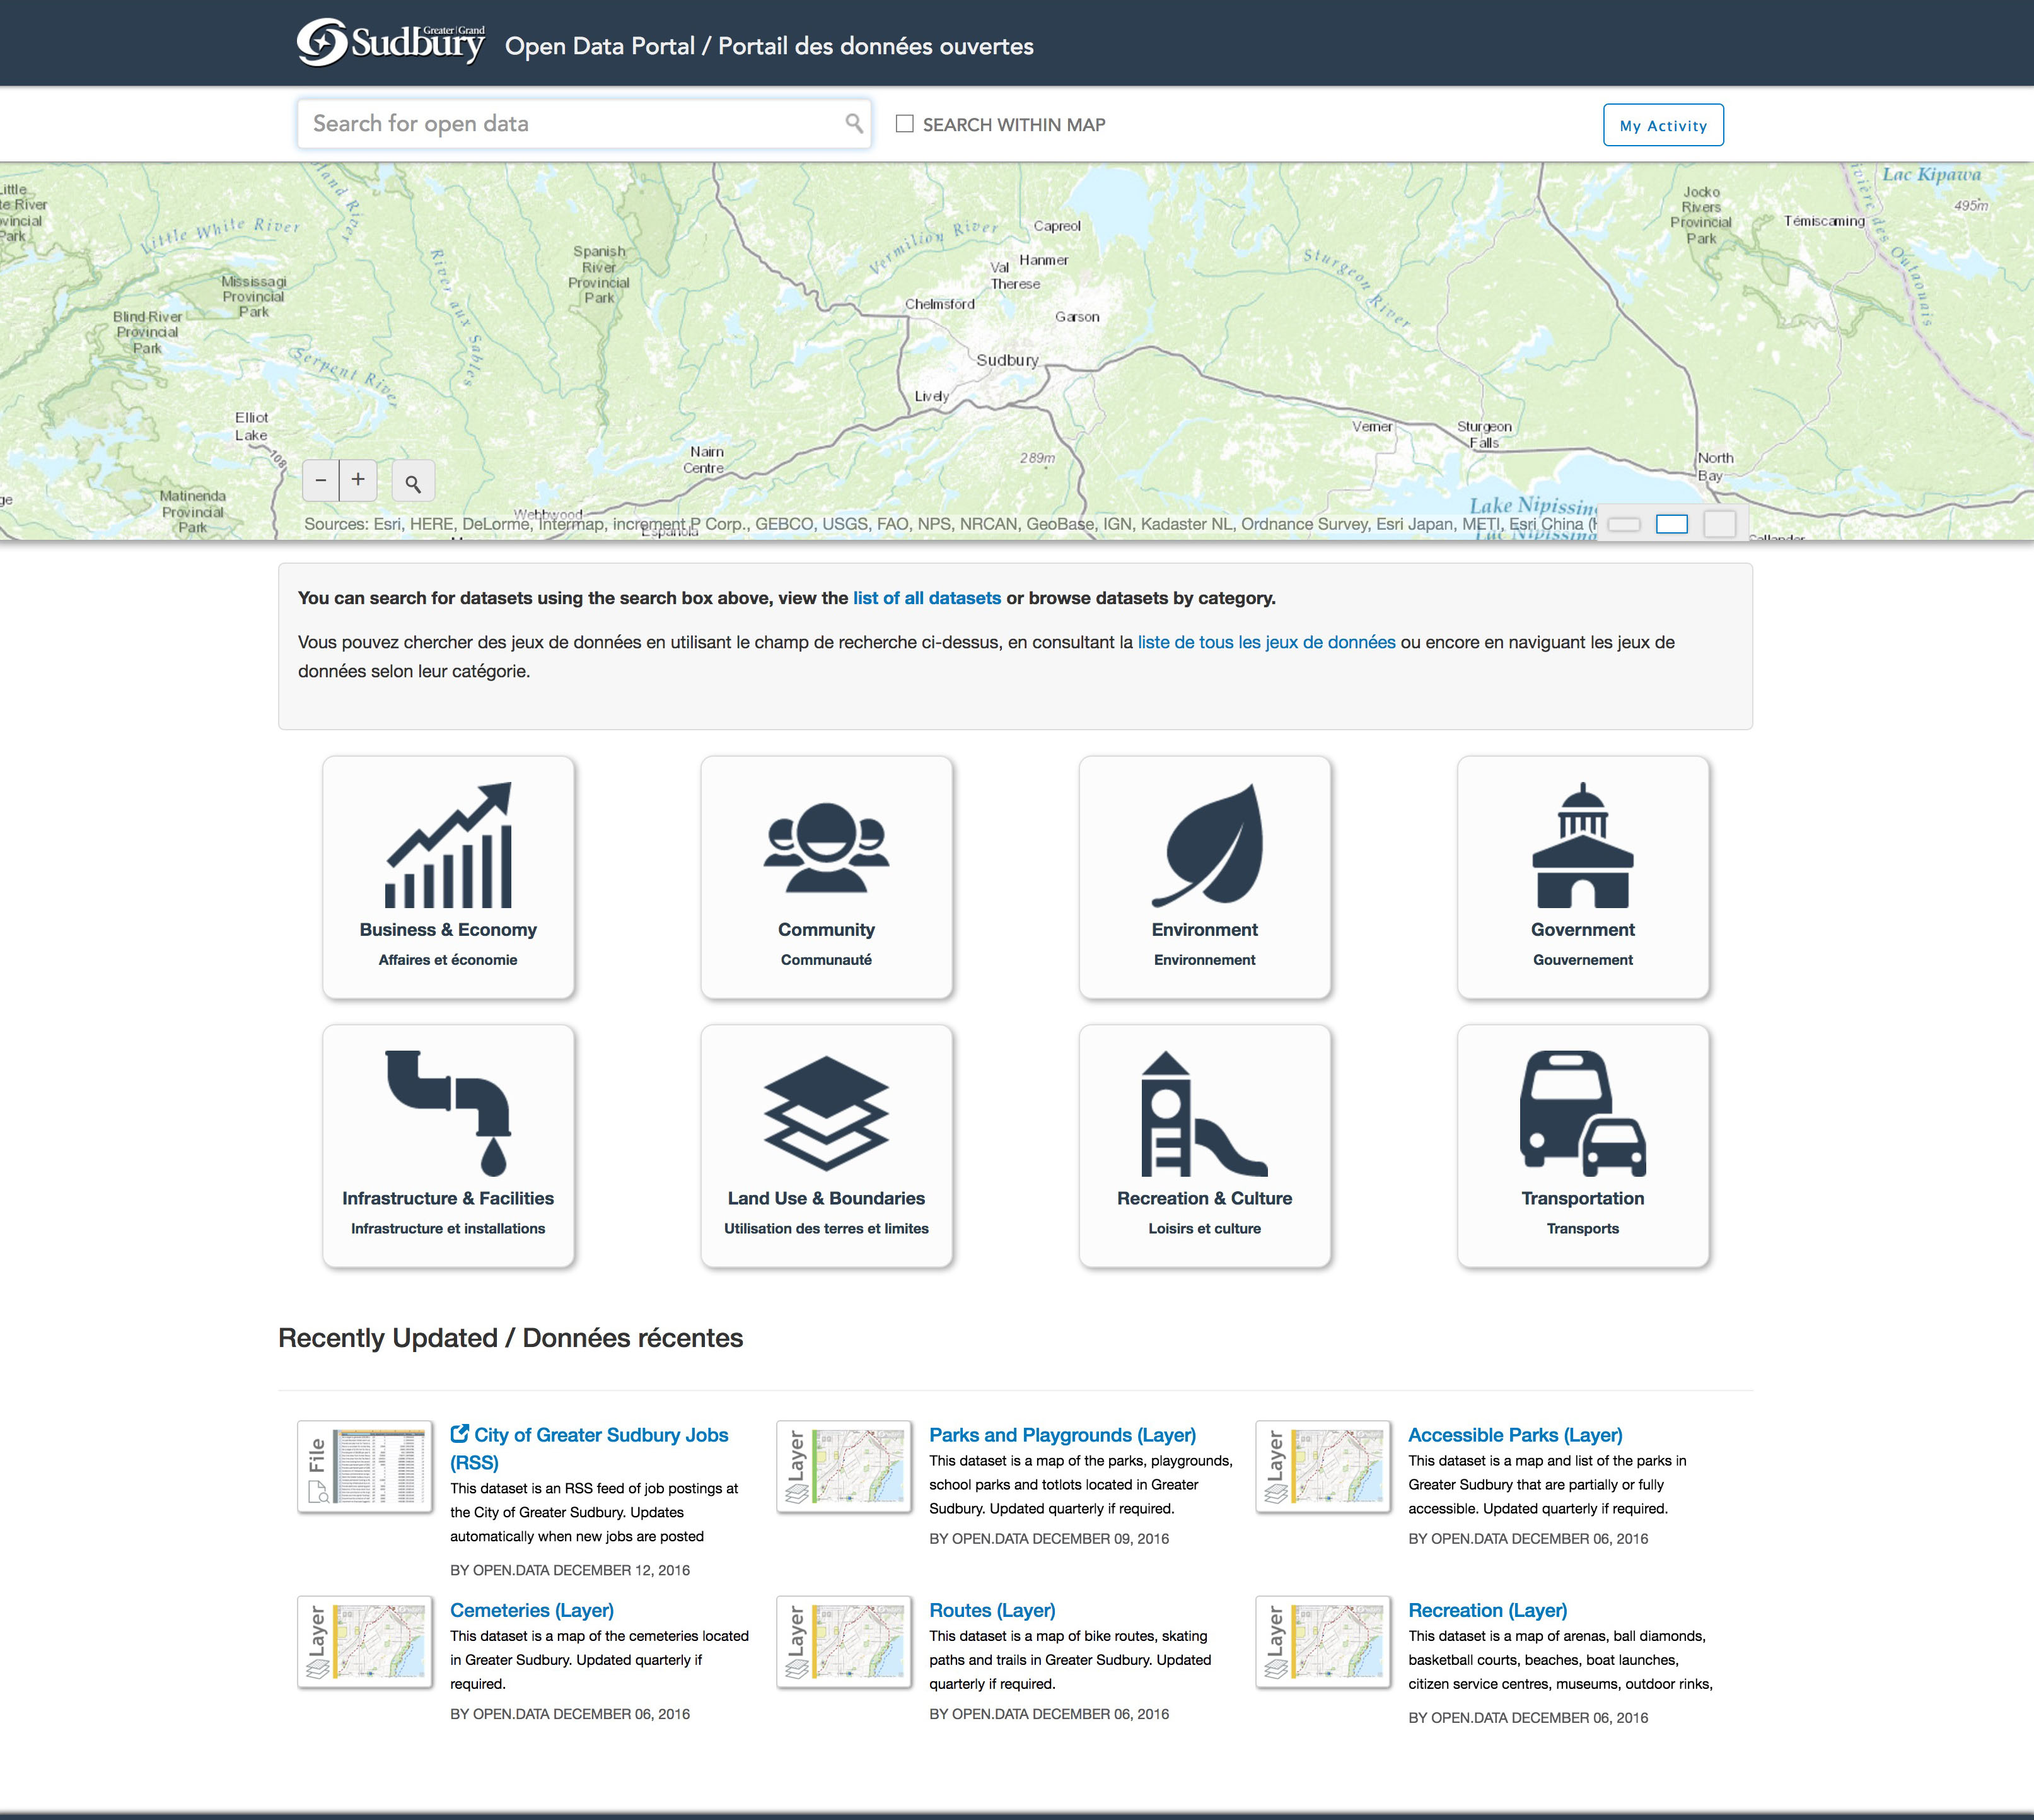 Greater|Grand
Sudbury
Open Data Portal / Portail des données ouvertes
Search for open data
SEARCH WITHIN MAP
My Activity
Little White River
Mississagi
Provincial
Park
Blind River
Provincial
Park
Serpent River
River aux Sables
Elliot
Lake
108
Matinenda
Provincial
Park
Spanish
River
Provincial
Park
Vermilion River
Capreol
Hanmer
Val
Therese
Chelmsford
Garson
Sudbury
Lively
Nairn
Centre
289m
Webbwood
Espanola
Sturgeon River
Verner
Sturgeon
Falls
North
Bay
Lake Nipissing
Lac Nipissing
Callander
Jocko
Rivers
Provincial
Park
Témiscaming
Lac Kipawa
495m
Rivière des Outaouais
- +
Sources: Esri, HERE, DeLorme, Intermap, increment P Corp., GEBCO, USGS, FAO, NPS, NRCAN, GeoBase, IGN, Kadaster NL, Ordnance Survey, Esri Japan, METI, Esri China (
You can search for datasets using the search box above, view the list of all datasets or browse datasets by category.
Vous pouvez chercher des jeux de données en utilisant le champ de recherche ci-dessus, en consultant la liste de tous les jeux de données ou encore en naviguant les jeux de
données selon leur catégorie.
Business & Economy
Affaires et économie
Community
Communauté
Environment
Environnement
Government
Gouvernement
Infrastructure & Facilities
Infrastructure et installations
Land Use & Boundaries
Utilisation des terres et limites
Recreation & Culture
Loisirs et culture
Transportation
Transports
Recently Updated / Données récentes
File
City of Greater Sudbury Jobs
(RSS)
This dataset is an RSS feed of job postings at
the City of Greater Sudbury. Updates
automatically when new jobs are posted
BY OPEN.DATA DECEMBER 12, 2016
Layer
Parks and Playgrounds (Layer)
This dataset is a map of the parks, playgrounds,
school parks and totlots located in Greater
Sudbury. Updated quarterly if required.
BY OPEN.DATA DECEMBER 09, 2016
Layer
Accessible Parks (Layer)
This dataset is a map and list of the parks in
Greater Sudbury that are partially or fully
accessible. Updated quarterly if required.
BY OPEN.DATA DECEMBER 06, 2016
Layer
Cemeteries (Layer)
This dataset is a map of the cemeteries located
in Greater Sudbury. Updated quarterly if
required.
BY OPEN.DATA DECEMBER 06, 2016
Layer
Routes (Layer)
This dataset is a map of bike routes, skating
paths and trails in Greater Sudbury. Updated
quarterly if required.
BY OPEN.DATA DECEMBER 06, 2016
Layer
Recreation (Layer)
This dataset is a map of arenas, ball diamonds,
basketball courts, beaches, boat launches,
citizen service centres, museums, outdoor rinks,
BY OPEN.DATA DECEMBER 06, 2016